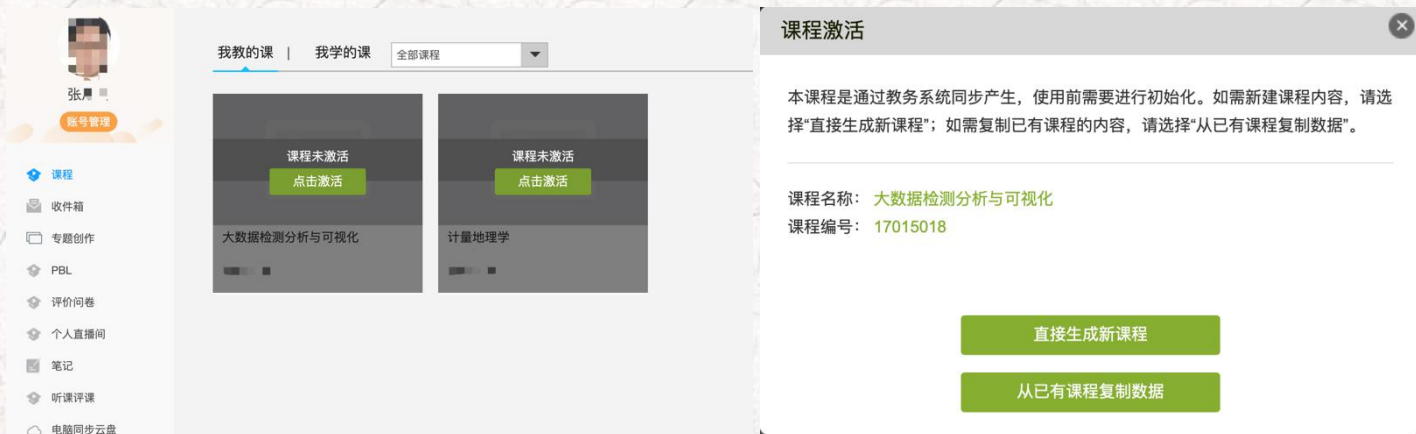 张
账号管理
课程
收件箱
专题创作
PBL
评价问卷
个人直播间
笔记
听课评课
电脑同步云盘
我教的课 | 我学的课 全部课程
课程未激活
点击激活
大数据检测分析与可视化
课程未激活
点击激活
计量地理学
课程激活
本课程是通过教务系统同步产生，使用前需要进行初始化。如需新建课程内容，请选
择“直接生成新课程”；如需复制已有课程的内容，请选择“从已有课程复制数据”。
课程名称： 大数据检测分析与可视化
课程编号： 17015018
直接生成新课程
从已有课程复制数据